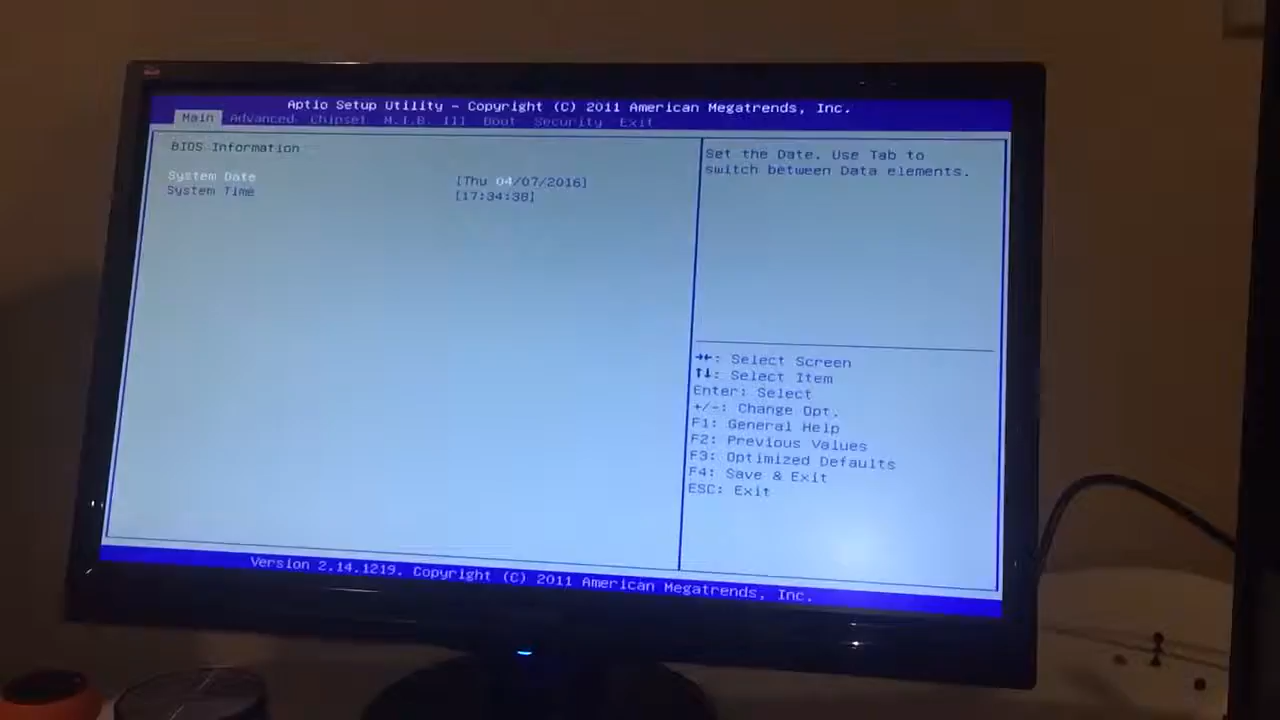 Aptio Setup Utility – Copyright (C) 2011 American Megatrends, Inc.
Main Advanced Chipset M.I.B. III Boot Security Exit
BIOS Information
System Date [Thu 04/07/2016]
System Time [17:34:38]
Set the Date. Use Tab to
switch between Data elements.
→←: Select Screen
↑↓: Select Item
Enter: Select
+/-: Change Opt.
F1: General Help
F2: Previous Values
F3: Optimized Defaults
F4: Save & Exit
ESC: Exit
Version 2.14.1219. Copyright (C) 2011 American Megatrends, Inc.